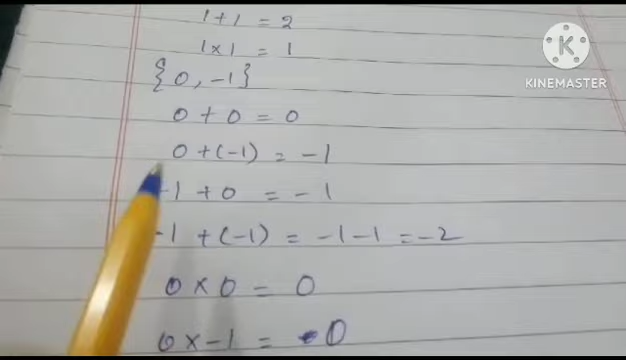 1 + 1 = 2
1 × 1 = 1
{0, -1}
0 + 0 = 0
0 + (-1) = -1
-1 + 0 = -1
-1 + (-1) = -1 -1 = -2
0 × 0 = 0
0 × -1 = 0
K
KINEMASTER